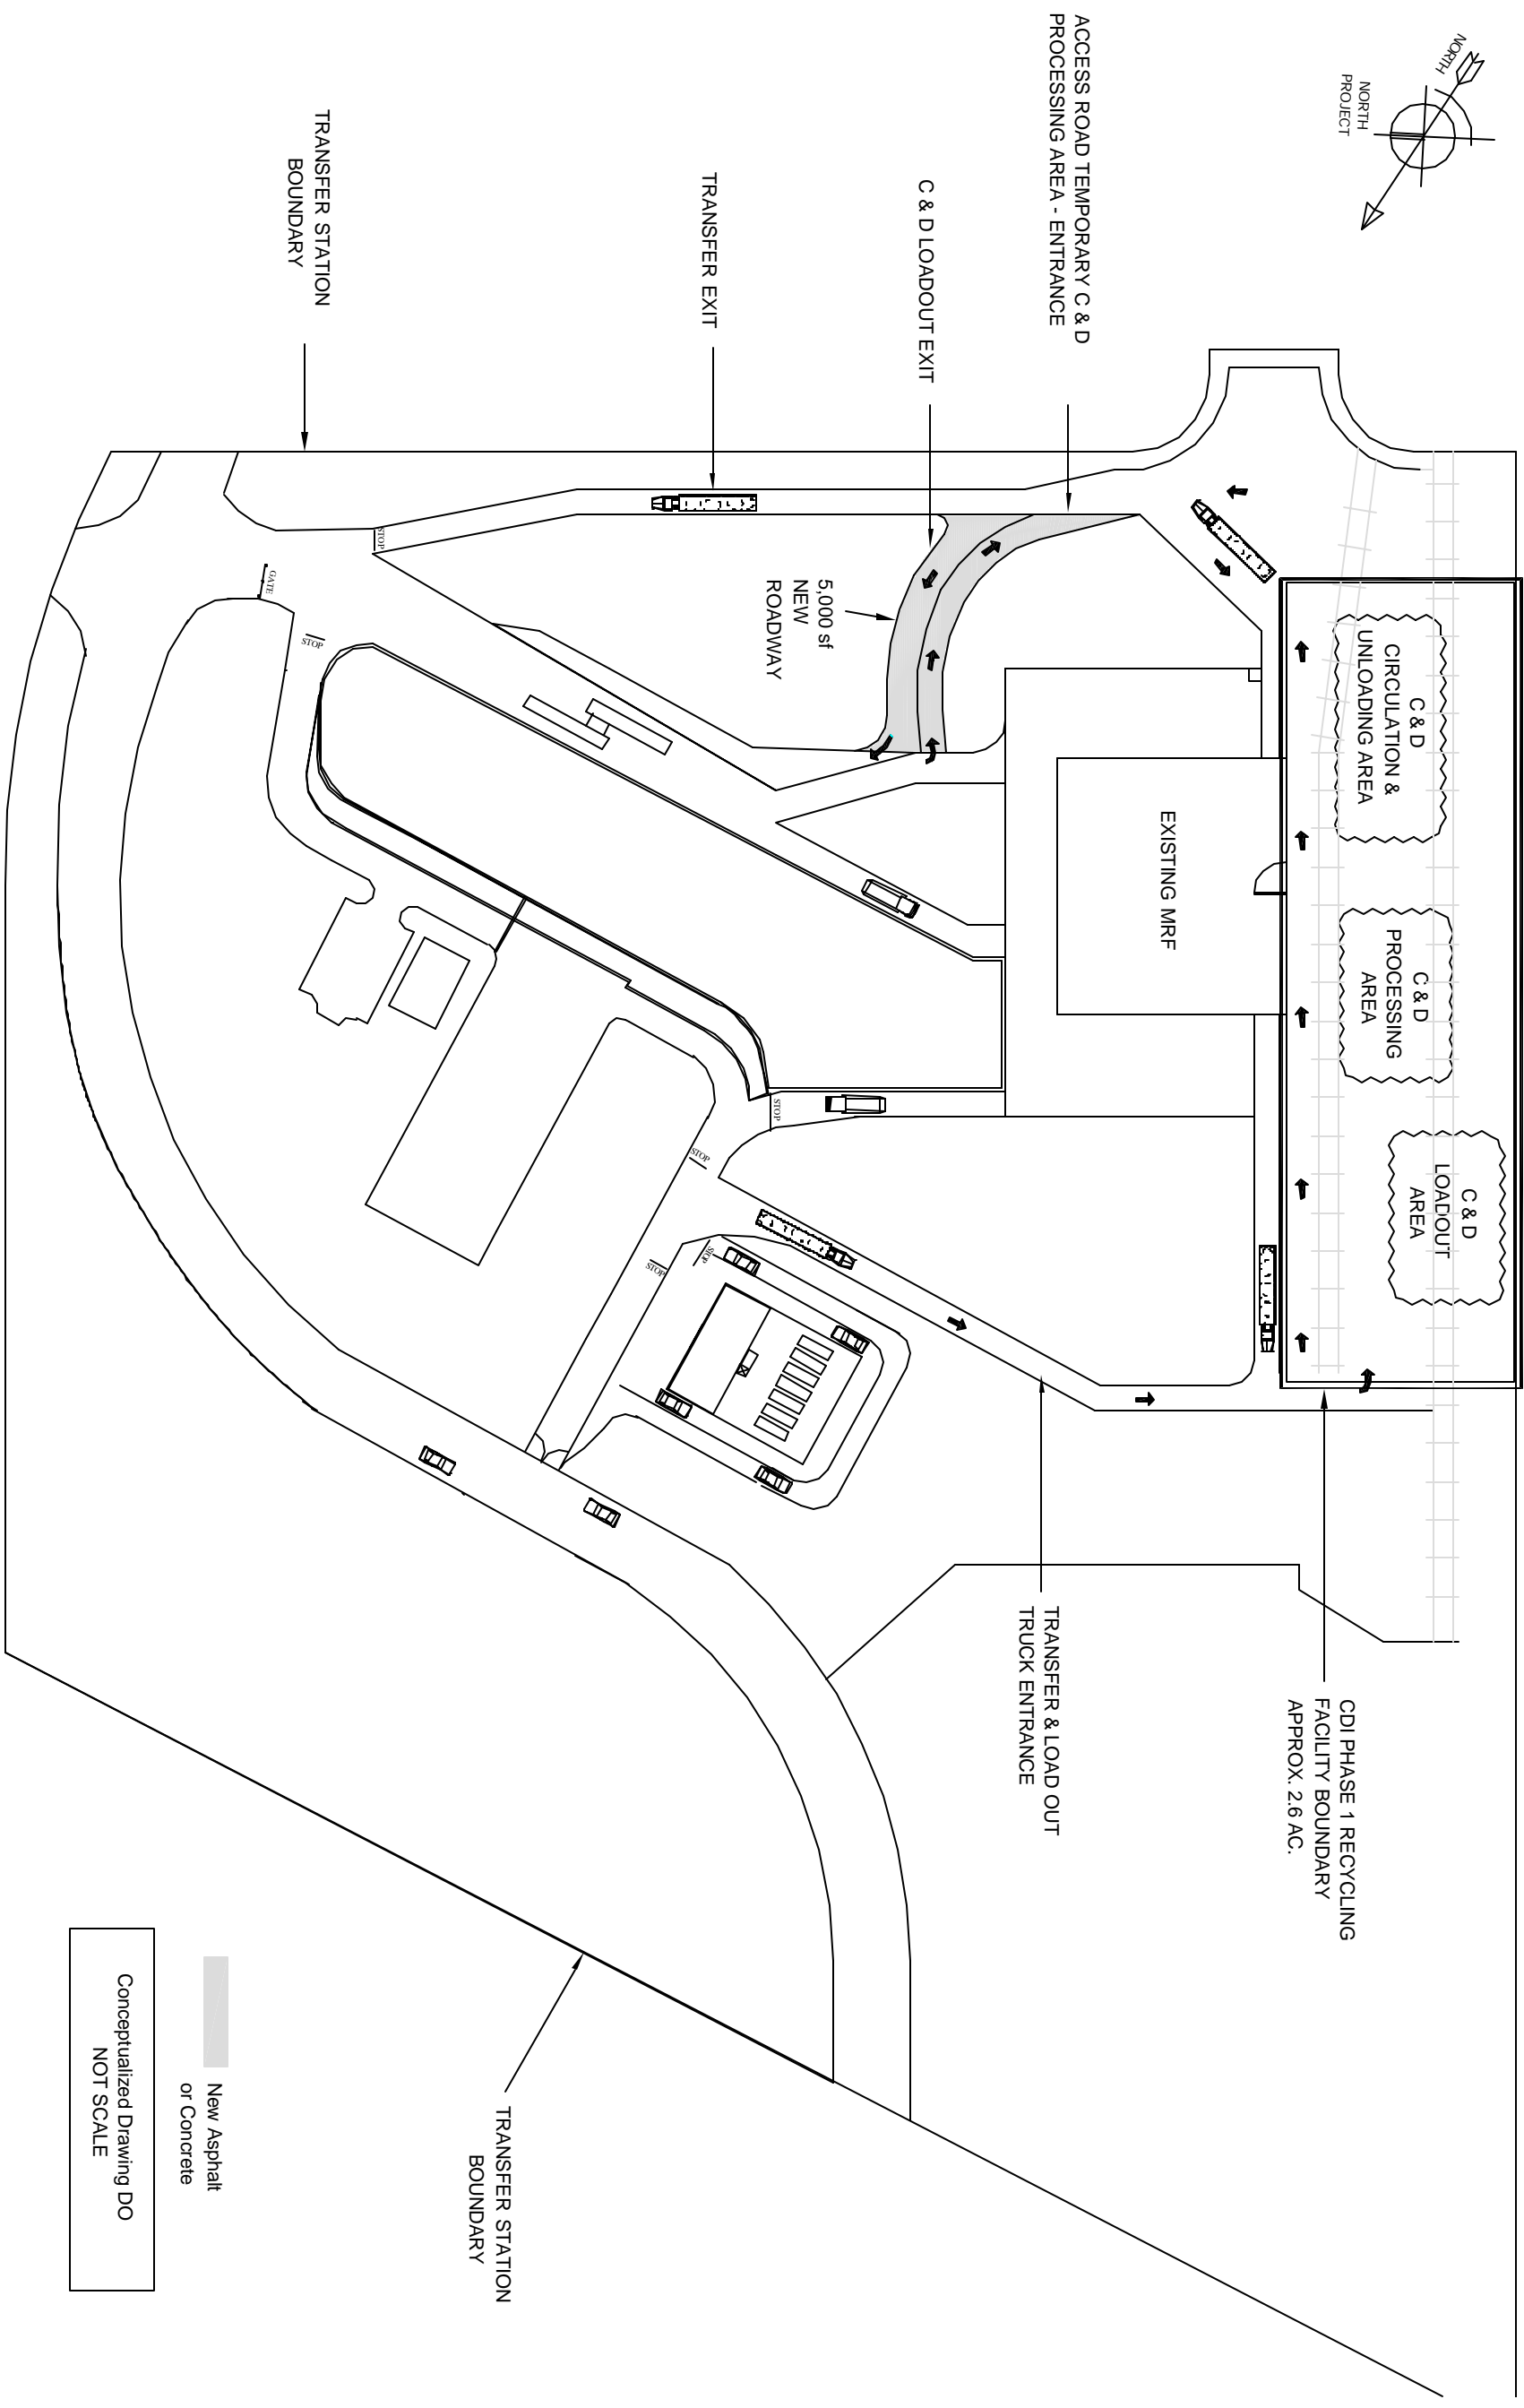 NORTH
NORTH
PROJECT
ACCESS ROAD TEMPORARY C & D
PROCESSING AREA - ENTRANCE
C & D LOADOUT EXIT
TRANSFER EXIT
TRANSFER STATION
BOUNDARY
C & D
CIRCULATION &
UNLOADING AREA
C & D
PROCESSING
AREA
C & D
LOADOUT
AREA
EXISTING MRF
5,000 sf
NEW
ROADWAY
STOP
GATE
STOP
STOP
STOP
STOP
STOP
CDI PHASE 1 RECYCLING
FACILITY BOUNDARY
APPROX. 2.6 AC.
TRANSFER & LOAD OUT
TRUCK ENTRANCE
TRANSFER STATION
BOUNDARY
New Asphalt
or Concrete
Conceptualized Drawing DO
NOT SCALE